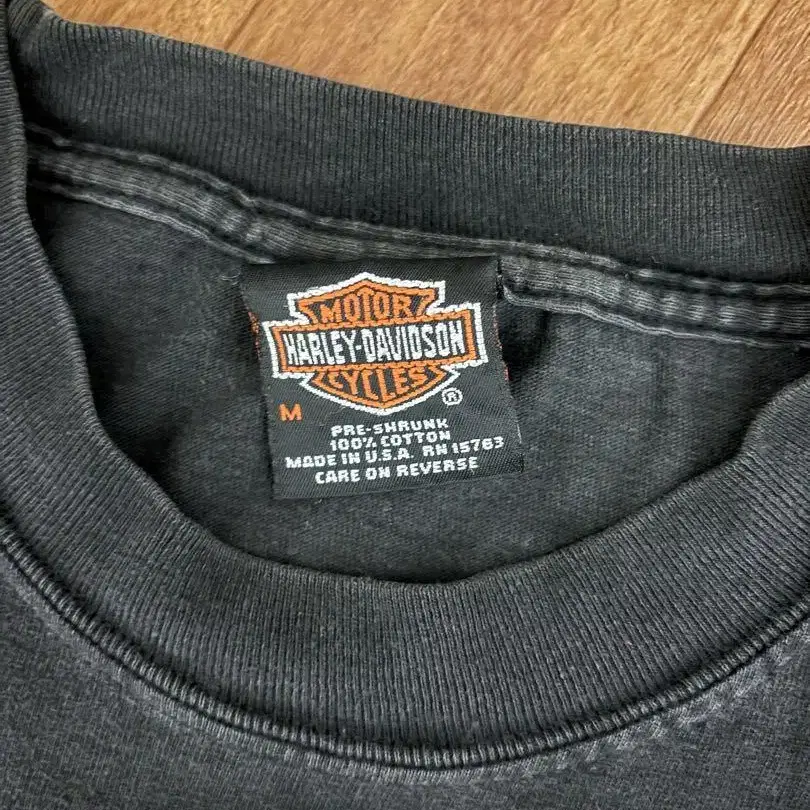 MOTOR
HARLEY-DAVIDSON
CYCLES
®
M
PRE-SHRUNK
100% COTTON
MADE IN U.S.A. RN 15763
CARE ON REVERSE